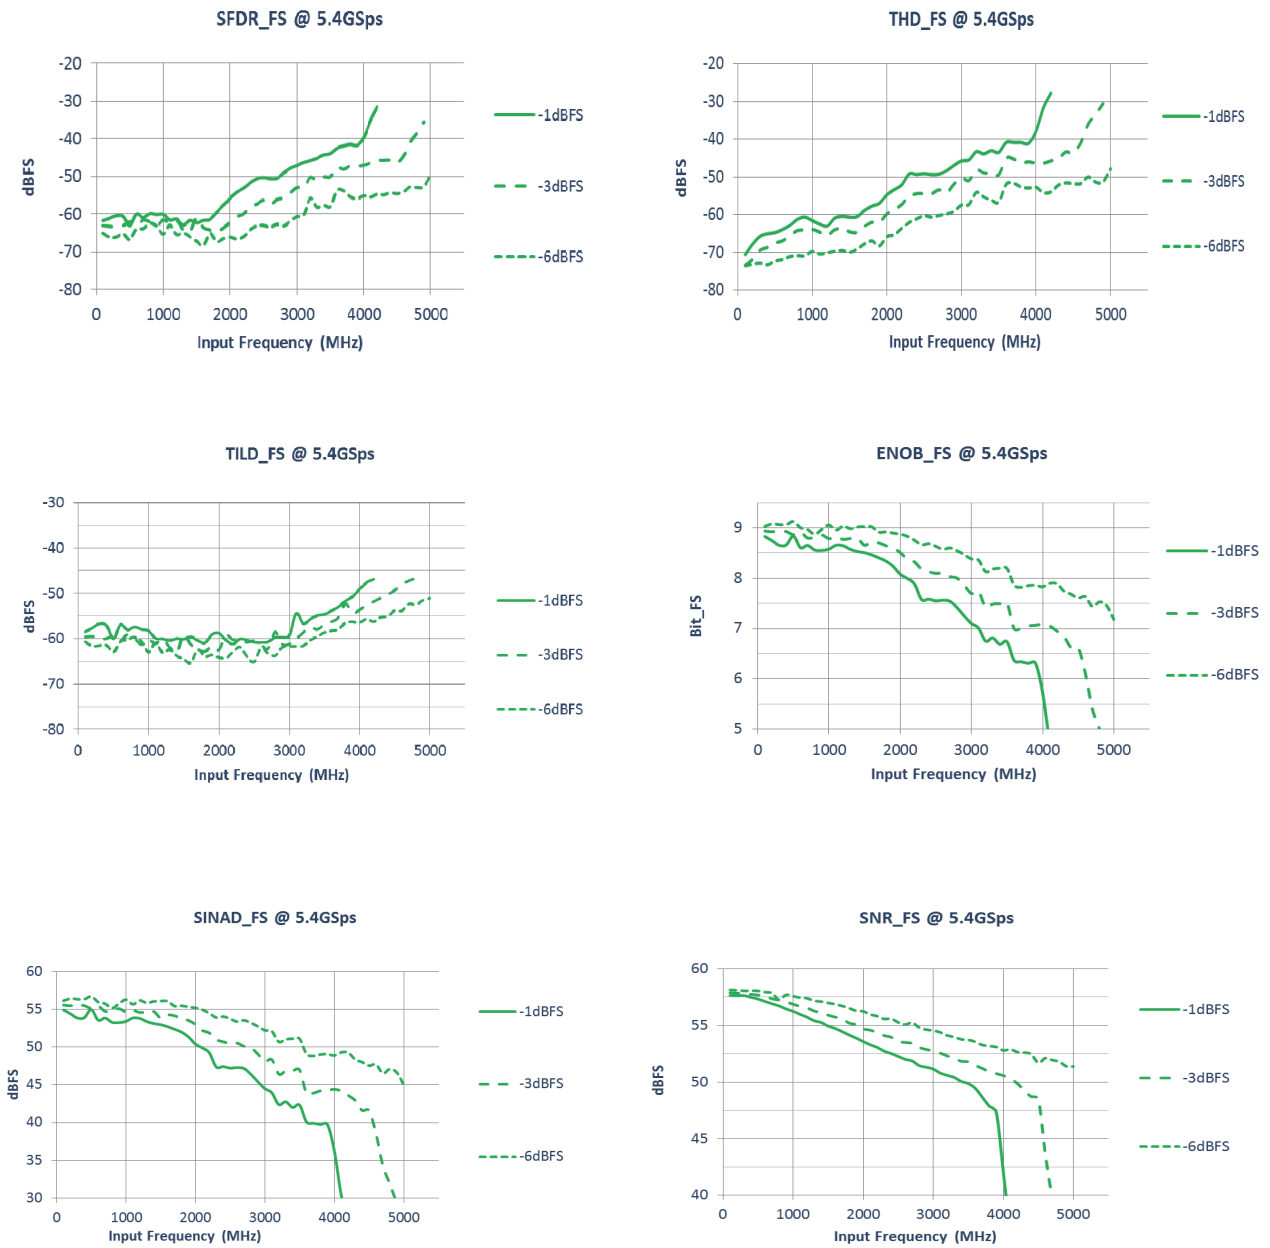 SFDR_FS @ 5.4GSps
-20
-30
-40
-50
-60
-70
-80
dBFS
0 1000 2000 3000 4000 5000
Input Frequency (MHz)
-1dBFS
-3dBFS
-6dBFS
THD_FS @ 5.4GSps
-20
-30
-40
-50
-60
-70
-80
dBFS
0 1000 2000 3000 4000 5000
Input Frequency (MHz)
-1dBFS
-3dBFS
-6dBFS
TILD_FS @ 5.4GSps
-30
-40
-50
-60
-70
-80
dBFS
0 1000 2000 3000 4000 5000
Input Frequency (MHz)
-1dBFS
-3dBFS
-6dBFS
ENOB_FS @ 5.4GSps
9
8
7
6
5
Bit_FS
0 1000 2000 3000 4000 5000
Input Frequency (MHz)
-1dBFS
-3dBFS
-6dBFS
SINAD_FS @ 5.4GSps
60
55
50
45
40
35
30
dBFS
0 1000 2000 3000 4000 5000
Input Frequency (MHz)
-1dBFS
-3dBFS
-6dBFS
SNR_FS @ 5.4GSps
60
55
50
45
40
dBFS
0 1000 2000 3000 4000 5000
Input Frequency (MHz)
-1dBFS
-3dBFS
-6dBFS